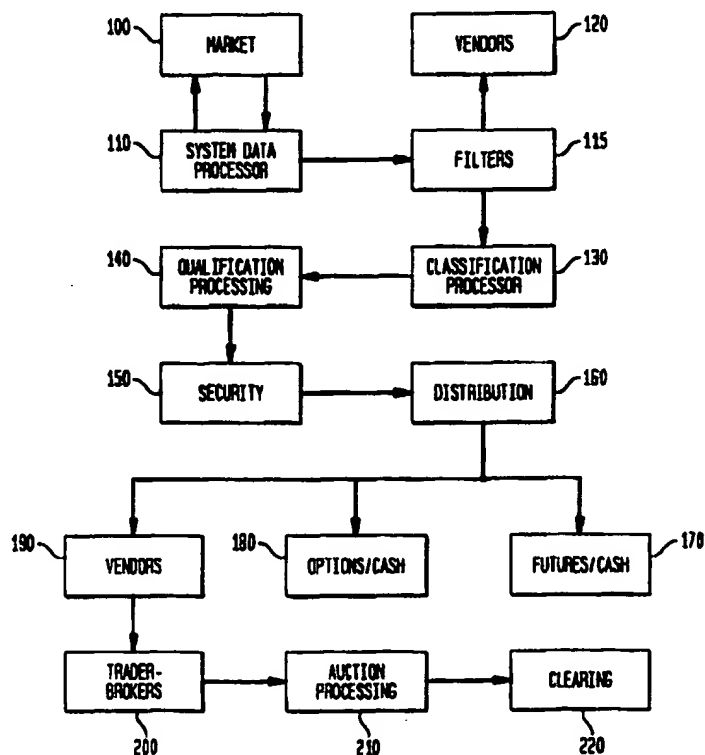 100
MARKET
VENDORS
120
110
SYSTEM DATA
PROCESSOR
FILTERS
115
140
QUALIFICATION
PROCESSING
CLASSIFICATION
PROCESSOR
130
150
SECURITY
DISTRIBUTION
160
190
VENDORS
180
OPTIONS/CASH
FUTURES/CASH
170
TRADER-
BROKERS
AUCTION
PROCESSING
CLEARING
200
210
220